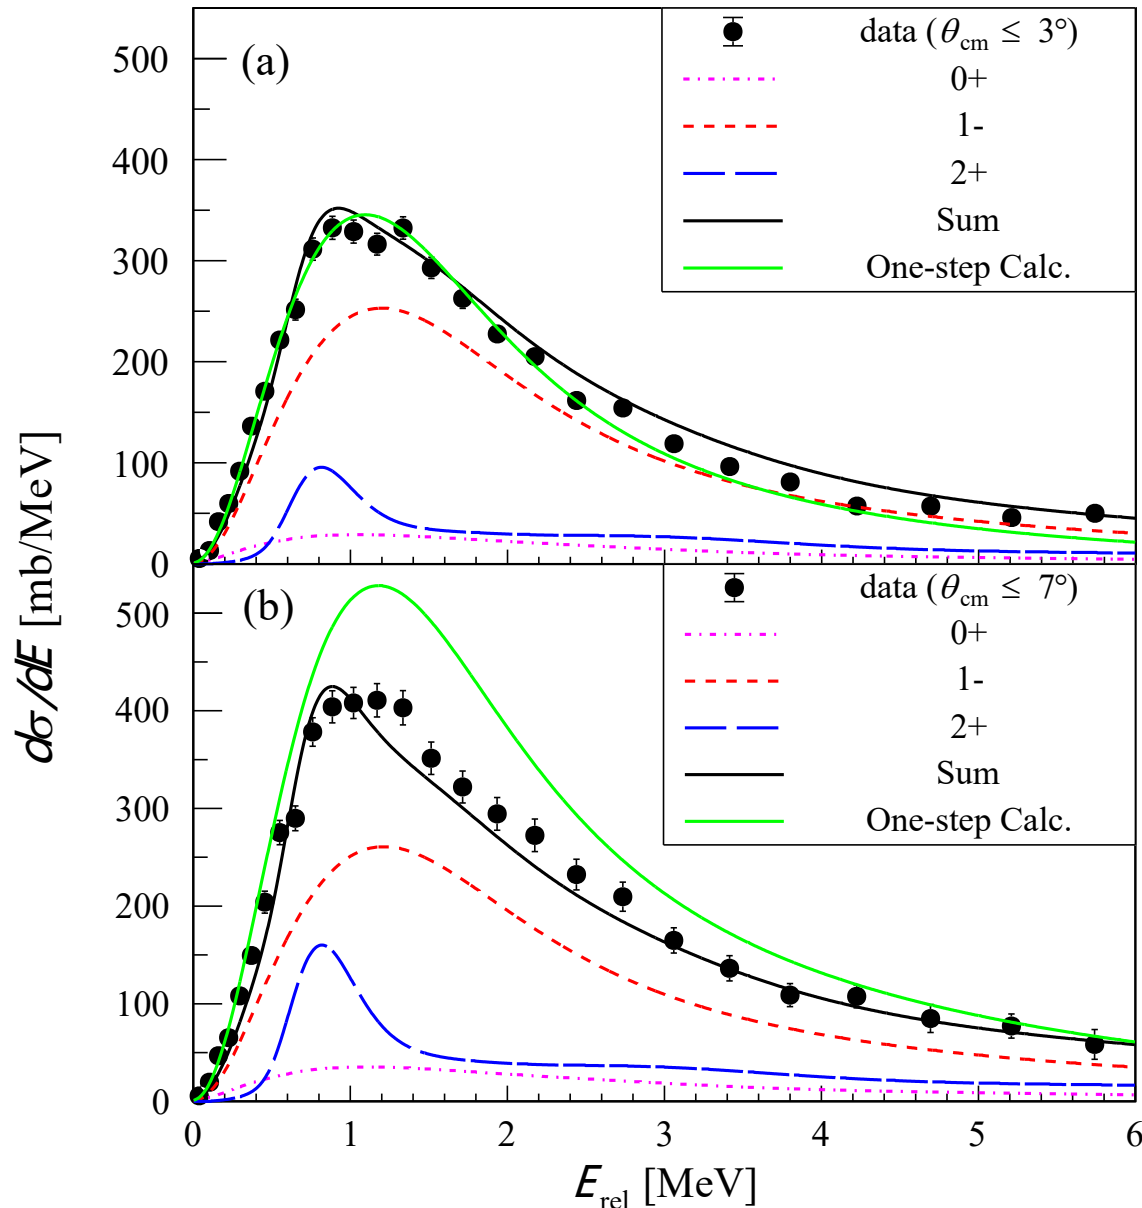 (a)
data (θcm ≤ 3°)
0+
1-
2+
Sum
One-step Calc.
500
400
300
200
100
0
(b)
data (θcm ≤ 7°)
0+
1-
2+
Sum
One-step Calc.
500
400
300
200
100
0
dσ/dE [mb/MeV]
0 1 2 3 4 5 6
Erel [MeV]